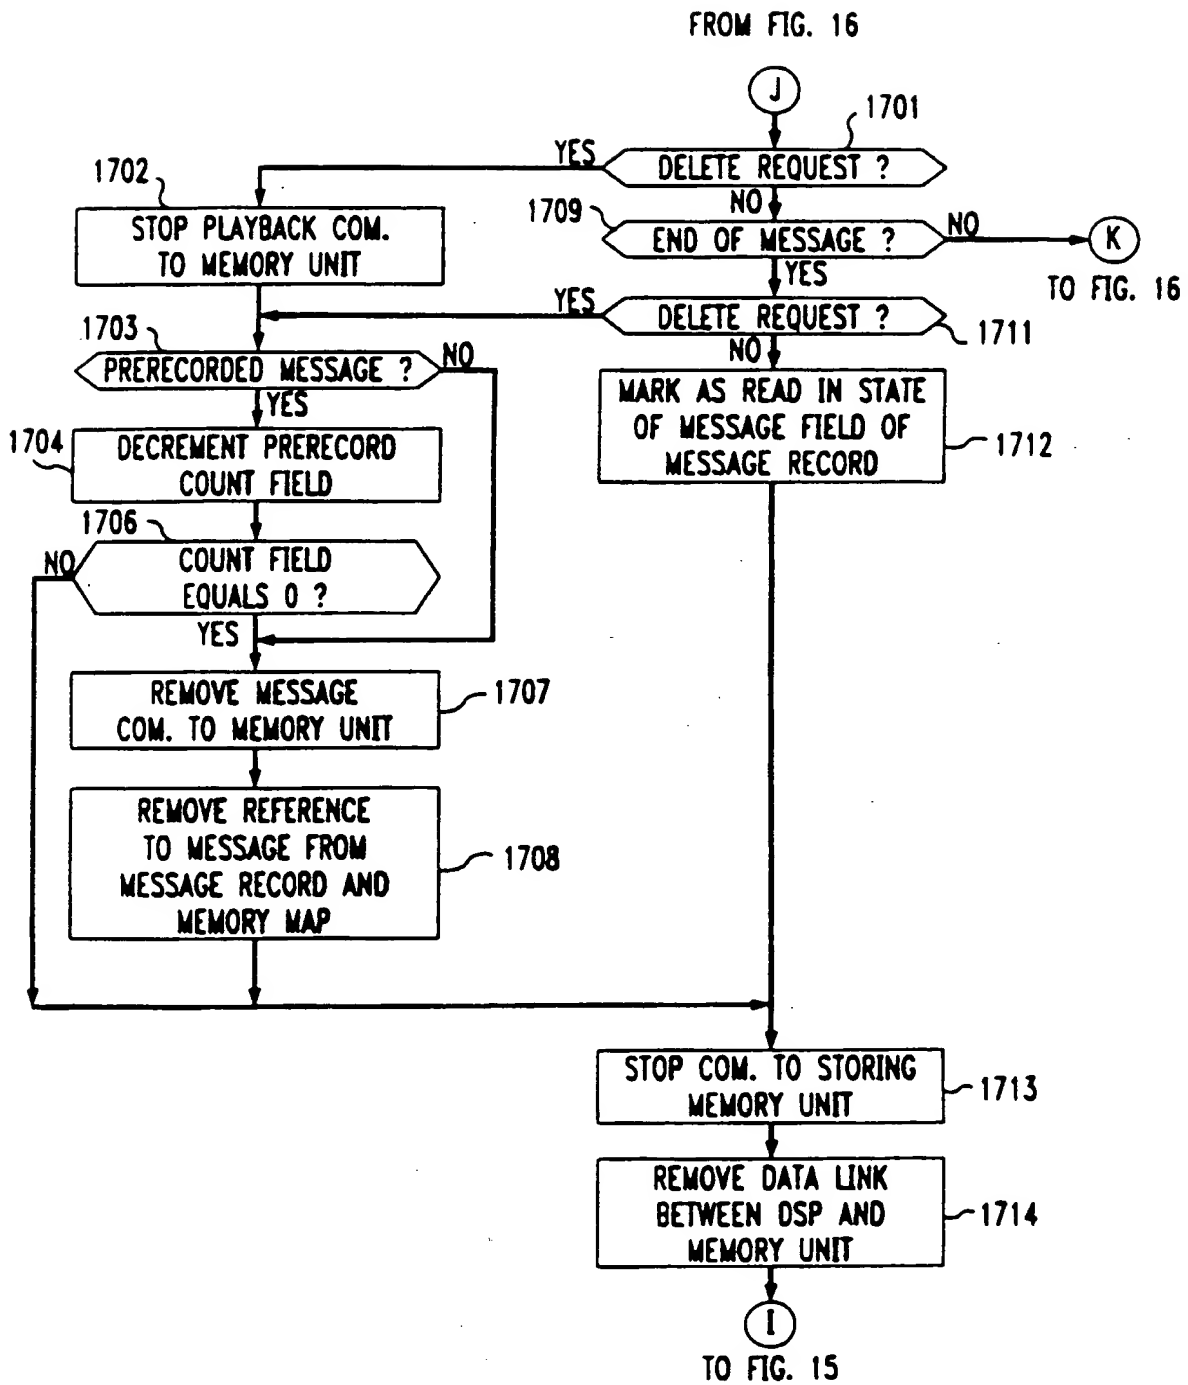 FROM FIG. 16
J
1701
DELETE REQUEST ?
YES
NO
1702
STOP PLAYBACK COM.
TO MEMORY UNIT
1709
END OF MESSAGE ?
NO
K
TO FIG. 16
YES
DELETE REQUEST ?
1711
YES
NO
1703
PRERECORDED MESSAGE ?
NO
YES
MARK AS READ IN STATE
OF MESSAGE FIELD OF
MESSAGE RECORD
1712
1704
DECREMENT PRERECORD
COUNT FIELD
1706
COUNT FIELD
EQUALS 0 ?
NO
YES
REMOVE MESSAGE
COM. TO MEMORY UNIT
1707
REMOVE REFERENCE
TO MESSAGE FROM
MESSAGE RECORD AND
MEMORY MAP
1708
STOP COM. TO STORING
MEMORY UNIT
1713
REMOVE DATA LINK
BETWEEN DSP AND
MEMORY UNIT
1714
I
TO FIG. 15